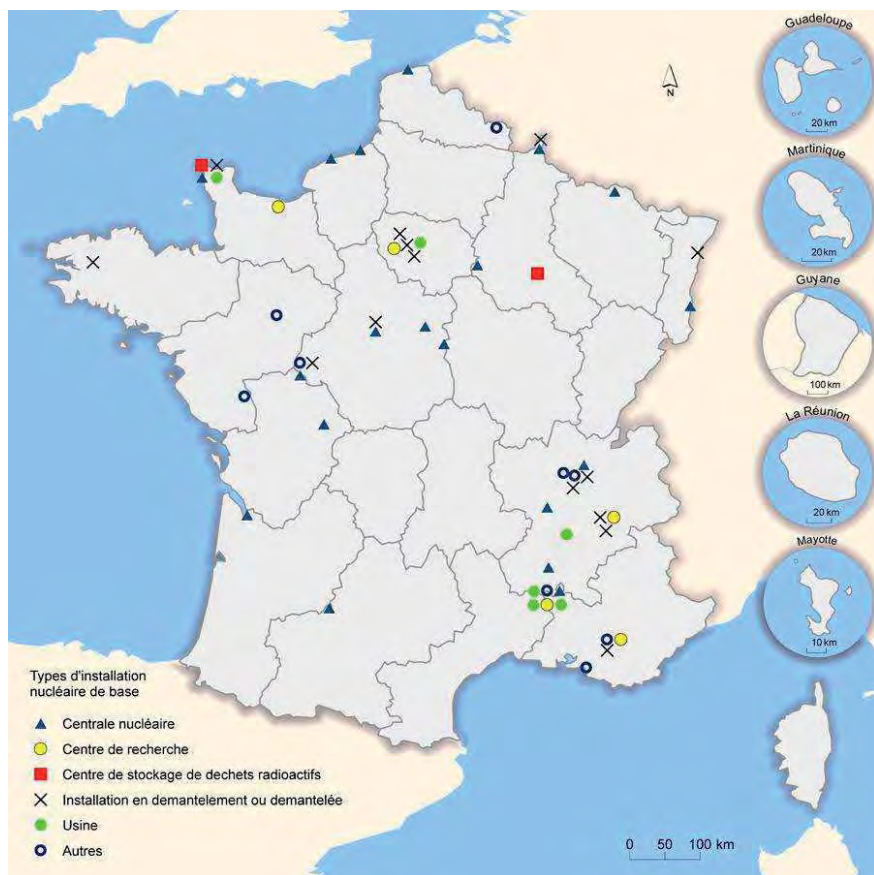 Guadeloupe
20 km
N
Martinique
20 km
Guyane
100 km
La Réunion
20 km
Mayotte
10 km
Types d'installation
nucléaire de base
Centrale nucléaire
Centre de recherche
Centre de stockage de dechets radioactifs
Installation en demantelement ou demantelée
Usine
Autres
0 50 100 km